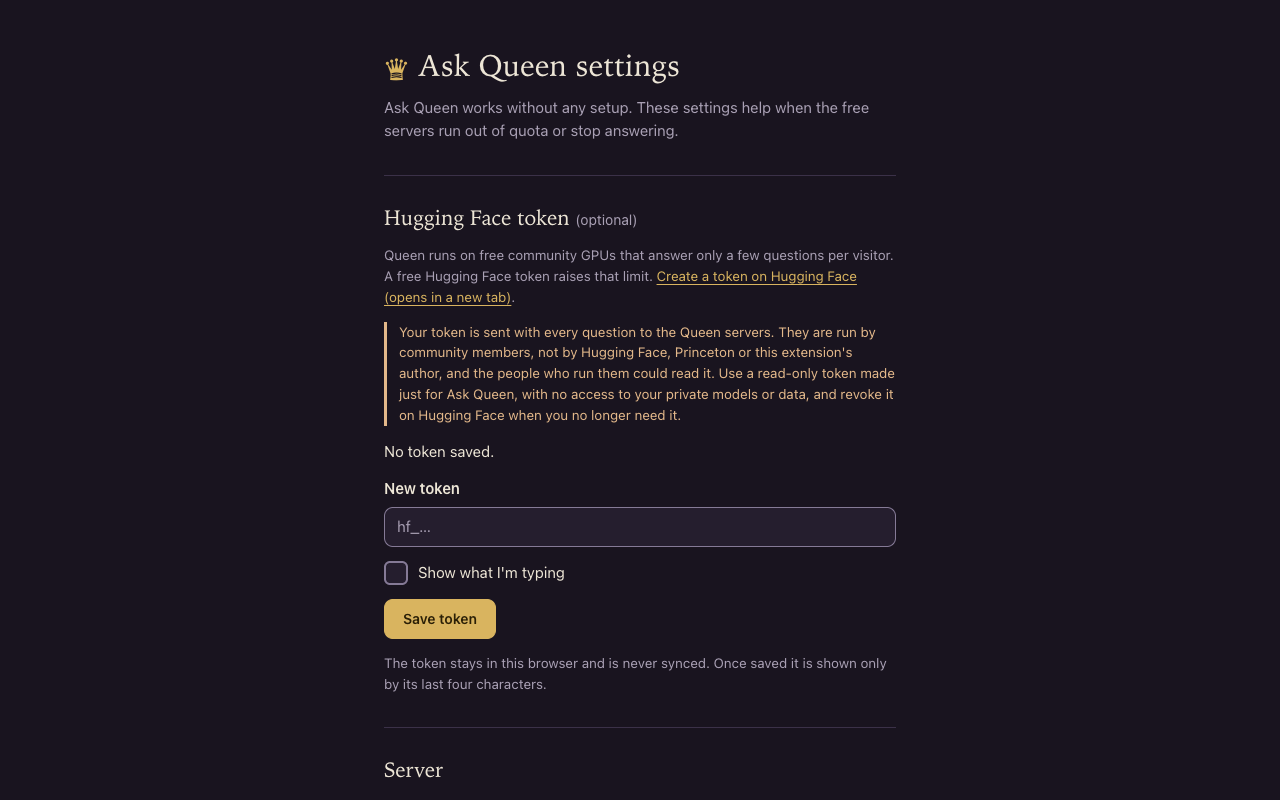 Ask Queen settings
Ask Queen works without any setup. These settings help when the free
servers run out of quota or stop answering.
Hugging Face token (optional)
Queen runs on free community GPUs that answer only a few questions per visitor.
A free Hugging Face token raises that limit. Create a token on Hugging Face
(opens in a new tab).
Your token is sent with every question to the Queen servers. They are run by
community members, not by Hugging Face, Princeton or this extension's
author, and the people who run them could read it. Use a read-only token made
just for Ask Queen, with no access to your private models or data, and revoke it
on Hugging Face when you no longer need it.
No token saved.
New token
hf_...
Show what I'm typing
Save token
The token stays in this browser and is never synced. Once saved it is shown only
by its last four characters.
Server